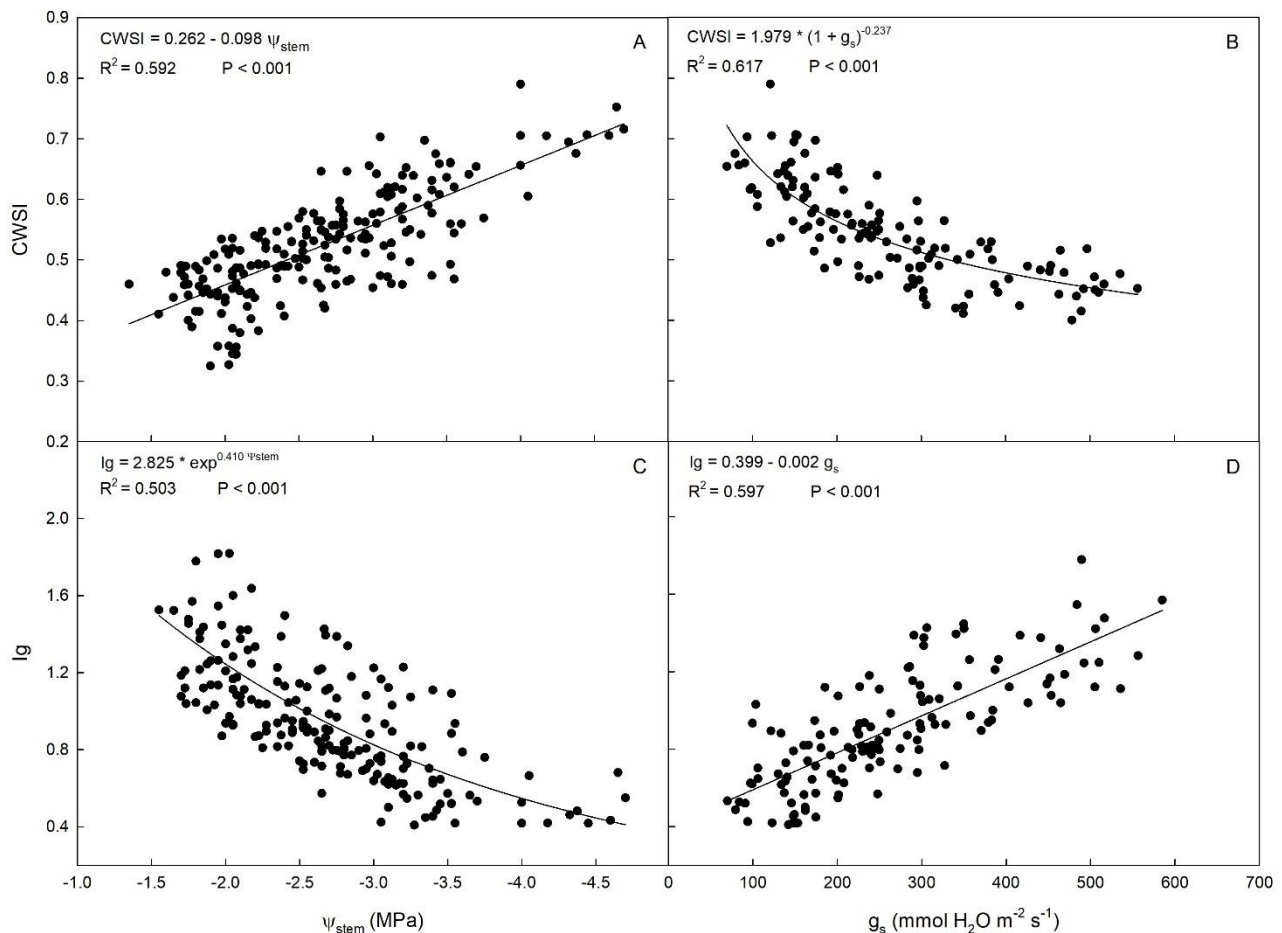 CWSI = 0.262 - 0.098 ψstem
R² = 0.592 P < 0.001
A
CWSI = 1.979 * (1 + gs)^-0.237
R² = 0.617 P < 0.001
B
0.9
0.8
0.7
0.6
0.5
0.4
0.3
0.2
CWSI
Ig = 2.825 * exp^0.410 Ψstem
R² = 0.503 P < 0.001
C
Ig = 0.399 - 0.002 gs
R² = 0.597 P < 0.001
D
2.0
1.6
1.2
0.8
0.4
Ig
-1.0 -1.5 -2.0 -2.5 -3.0 -3.5 -4.0 -4.5
0 100 200 300 400 500 600 700
ψstem (MPa)
gs (mmol H₂O m⁻² s⁻¹)